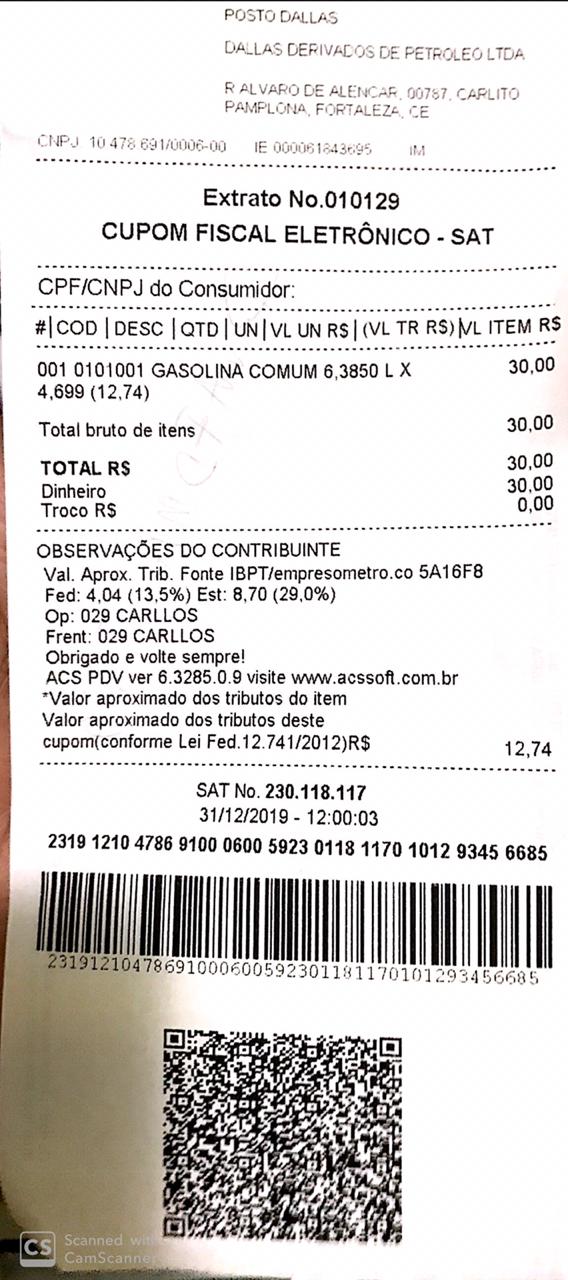 POSTO DALLAS
DALLAS DERIVADOS DE PETROLEO LTDA
R ALVARO DE ALENCAR, 00787, CARLITO
PAMPLONA, FORTALEZA, CE
CNPJ 10 478 691/0006-00 IE 000061843695 IM
Extrato No.010129
CUPOM FISCAL ELETRÔNICO - SAT
CPF/CNPJ do Consumidor:
#|COD|DESC|QTD|UN|VL UN R$|(VL TR R$)|VL ITEM R$
001 0101001 GASOLINA COMUM 6,3850 L X 30,00
4,699 (12,74)
Total bruto de itens 30,00
TOTAL R$ 30,00
Dinheiro 30,00
Troco R$ 0,00
OBSERVAÇÕES DO CONTRIBUINTE
Val. Aprox. Trib. Fonte IBPT/empresometro.co 5A16F8
Fed: 4,04 (13,5%) Est: 8,70 (29,0%)
Op: 029 CARLLOS
Frent: 029 CARLLOS
Obrigado e volte sempre!
ACS PDV ver 6.3285.0.9 visite www.acssoft.com.br
*Valor aproximado dos tributos do item
Valor aproximado dos tributos deste
cupom(conforme Lei Fed.12.741/2012)R$ 12,74
SAT No. 230.118.117
31/12/2019 - 12:00:03
2319 1210 4786 9100 0600 5923 0118 1170 1012 9345 6685
23191210478691000600592301181170101293456685
CS Scanned with
CamScanner